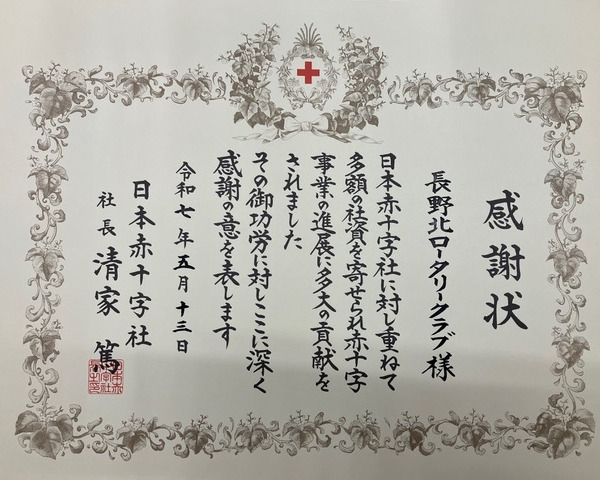 感謝状
長野北ロータリークラブ様
日本赤十字社に対し重ねて
多額の社資を寄せられ赤十字
事業の進展に多大の貢献を
されました
その御功労に対しここに深く
感謝の意を表します
令和七年五月十三日
日本赤十字社
社長 清家 篤